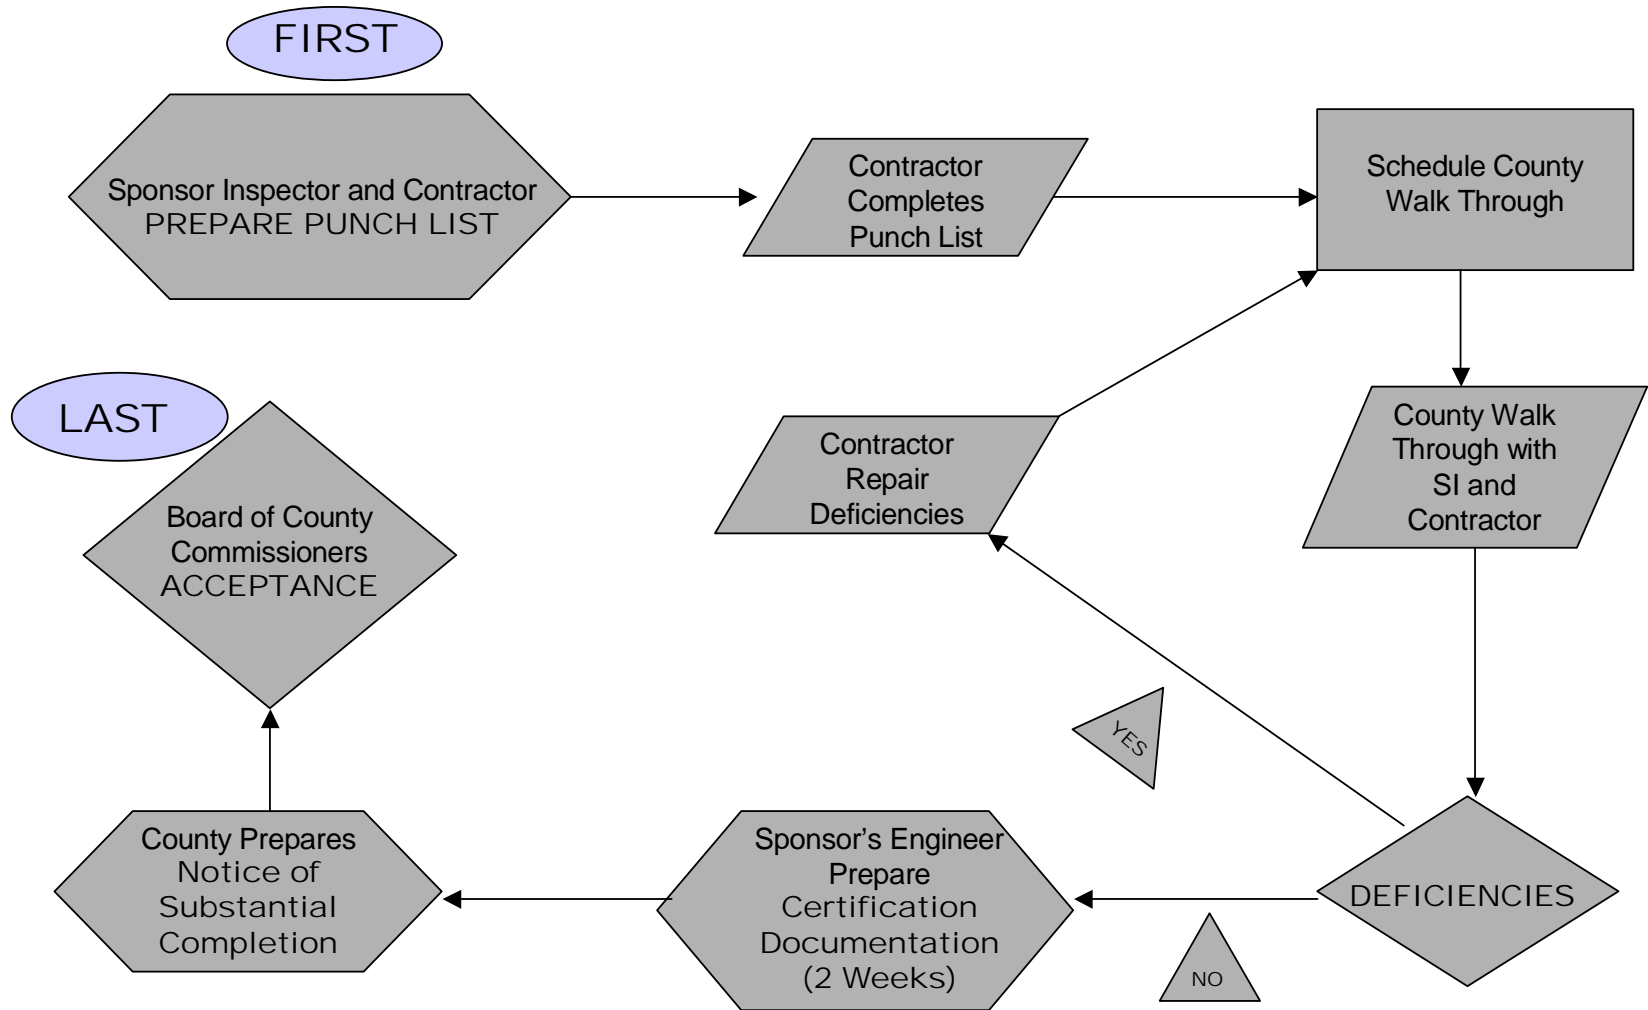 FIRST
Sponsor Inspector and Contractor
PREPARE PUNCH LIST
Contractor
Completes
Punch List
Schedule County
Walk Through
County Walk
Through with
SI and
Contractor
Contractor
Repair
Deficiencies
LAST
Board of County
Commissioners
ACCEPTANCE
YES
DEFICIENCIES
NO
Sponsor’s Engineer
Prepare
Certification
Documentation
(2 Weeks)
County Prepares
Notice of
Substantial
Completion